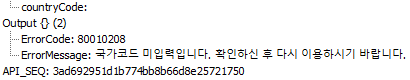 countryCode:
Output {} (2)
ErrorCode: 80010208
ErrorMessage: 국가코드 미입력입니다. 확인하신 후 다시 이용하시기 바랍니다.
API_SEQ: 3ad692951d1b774bb8b66d8e25721750